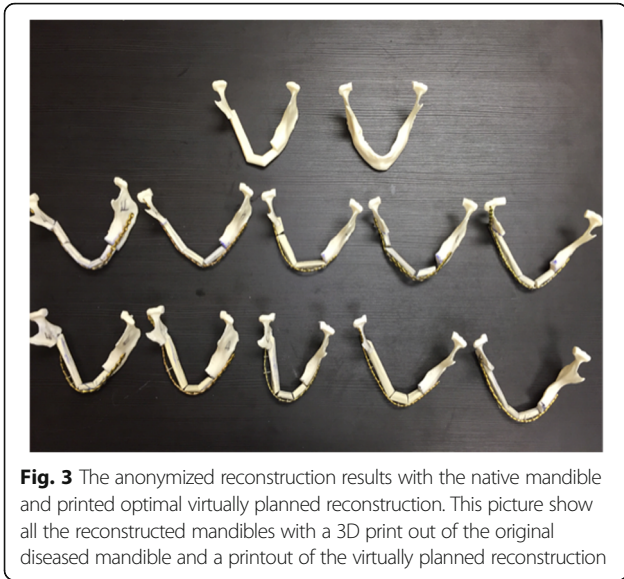 Fig. 3 The anonymized reconstruction results with the native mandible
and printed optimal virtually planned reconstruction. This picture show
all the reconstructed mandibles with a 3D print out of the original
diseased mandible and a printout of the virtually planned reconstruction